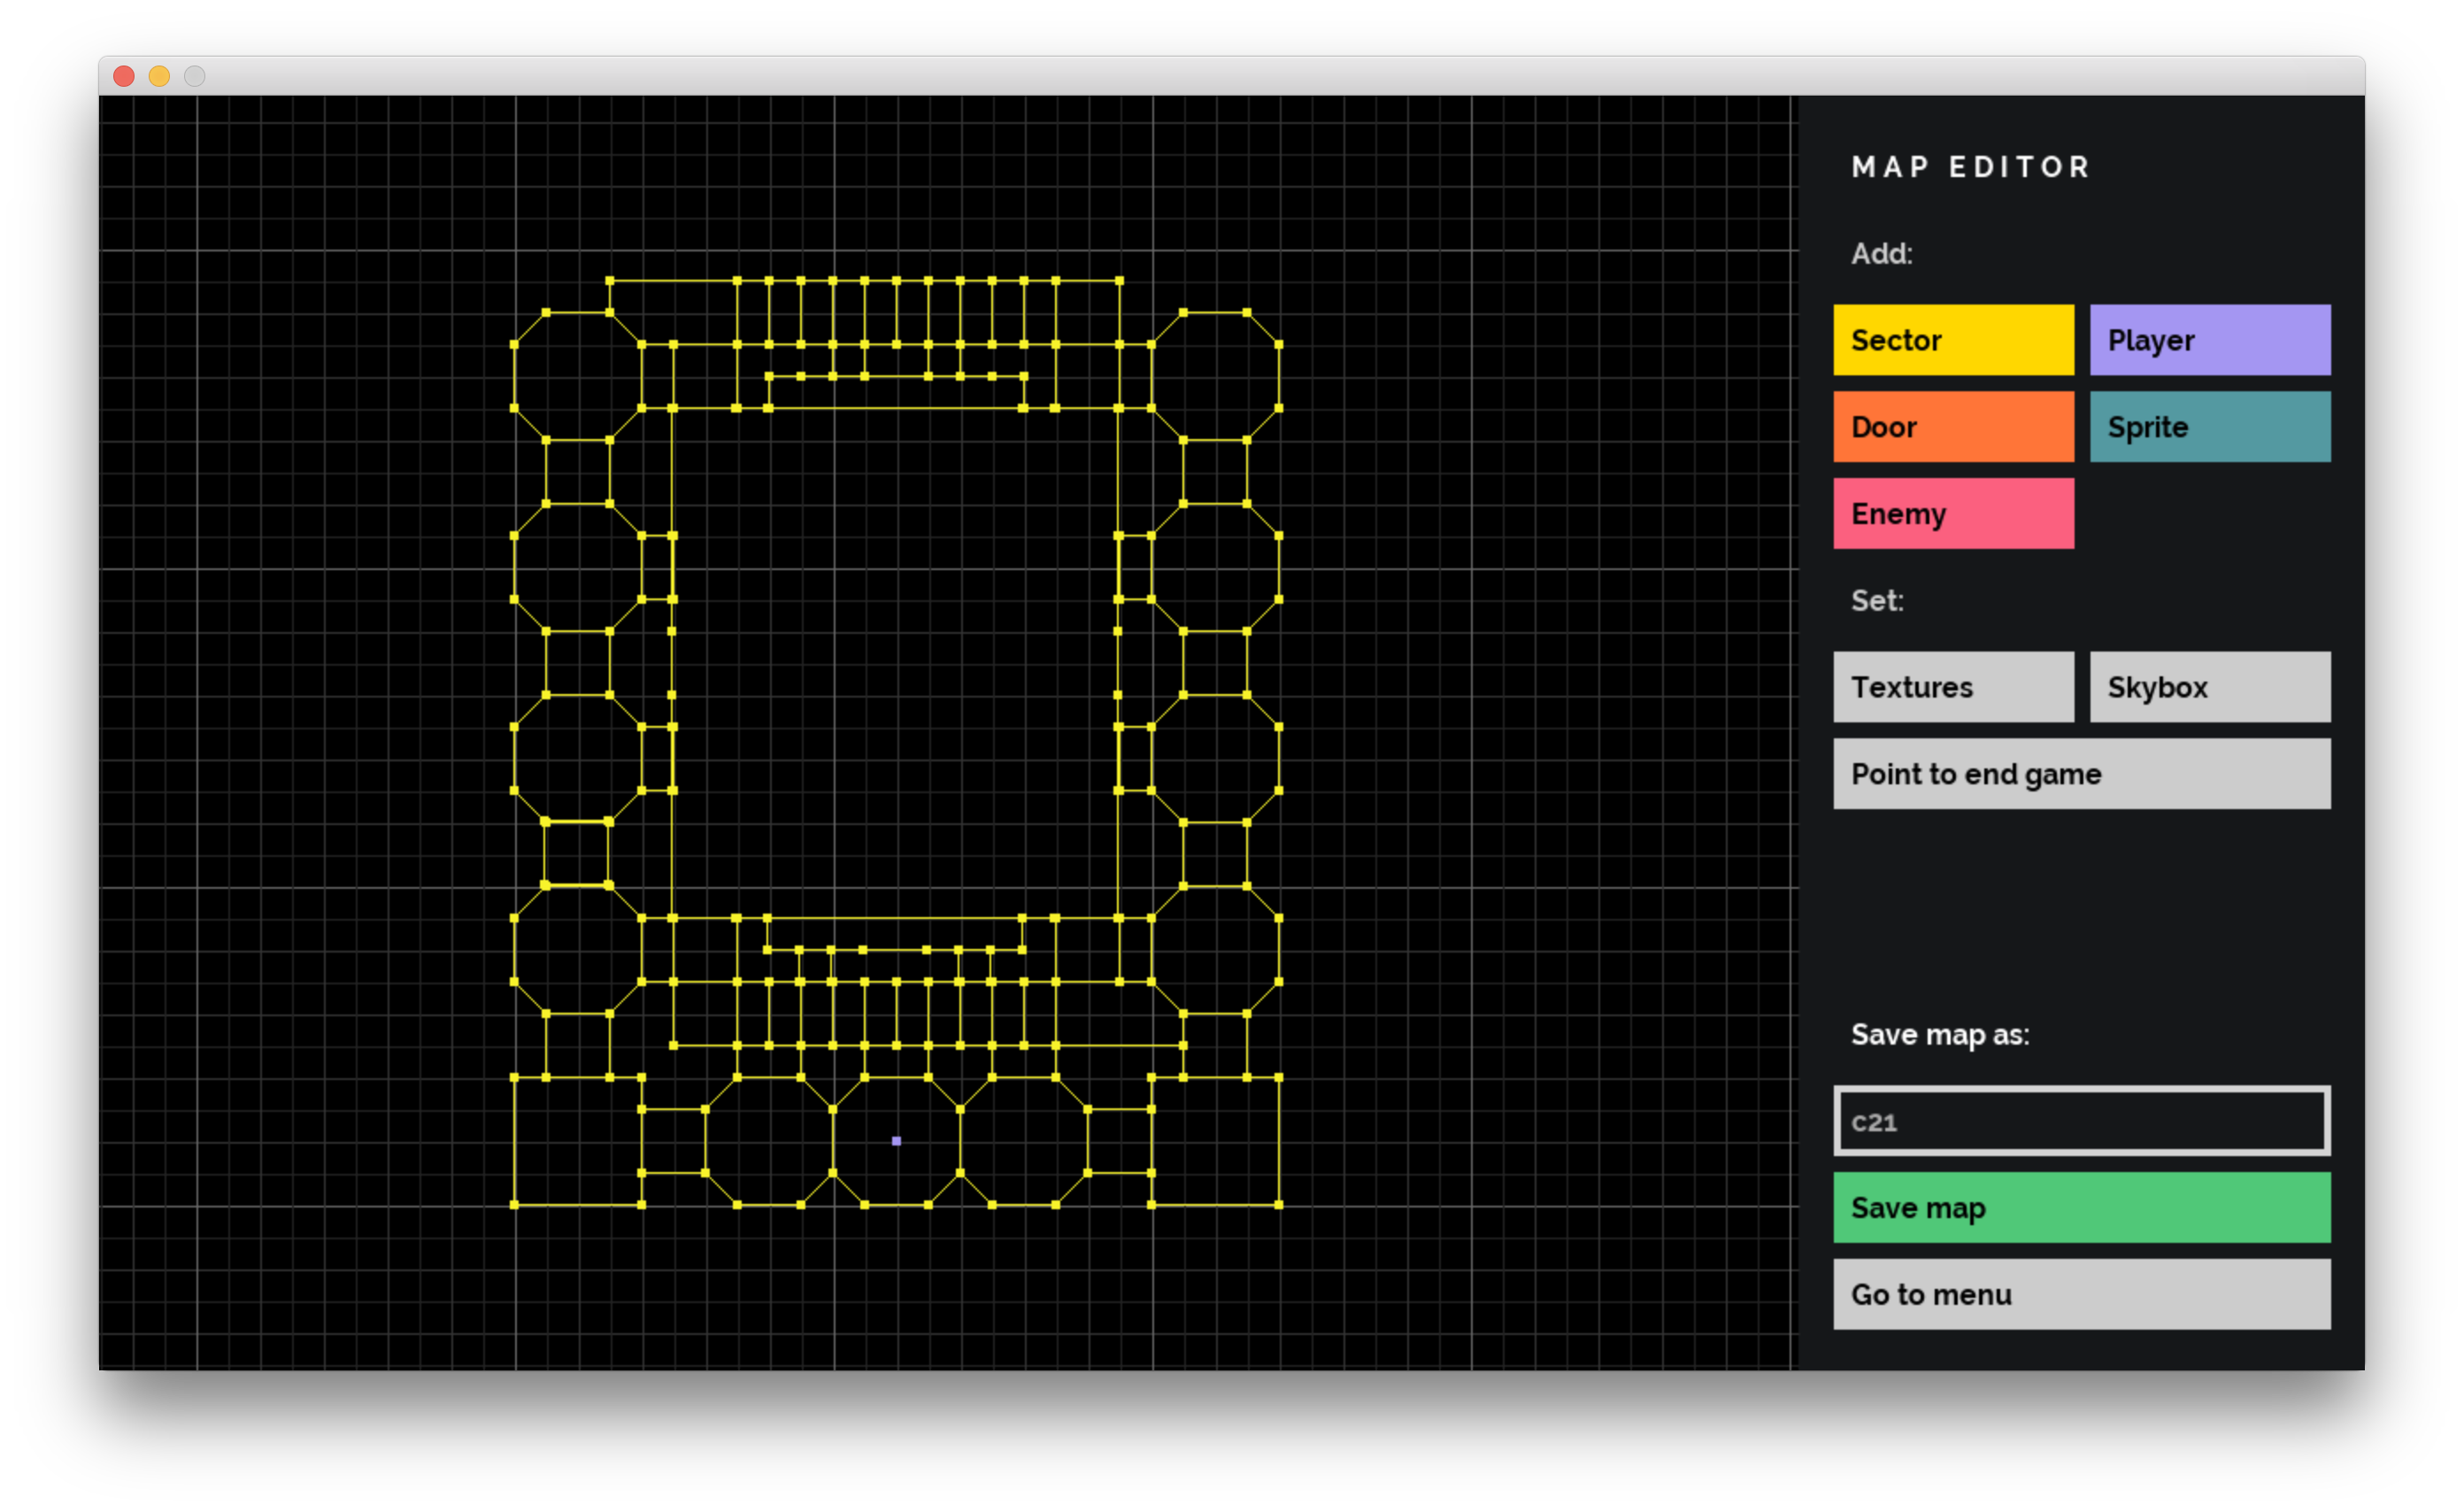 MAP EDITOR
Add:
Sector
Player
Door
Sprite
Enemy
Set:
Textures
Skybox
Point to end game
Save map as:
c21
Save map
Go to menu